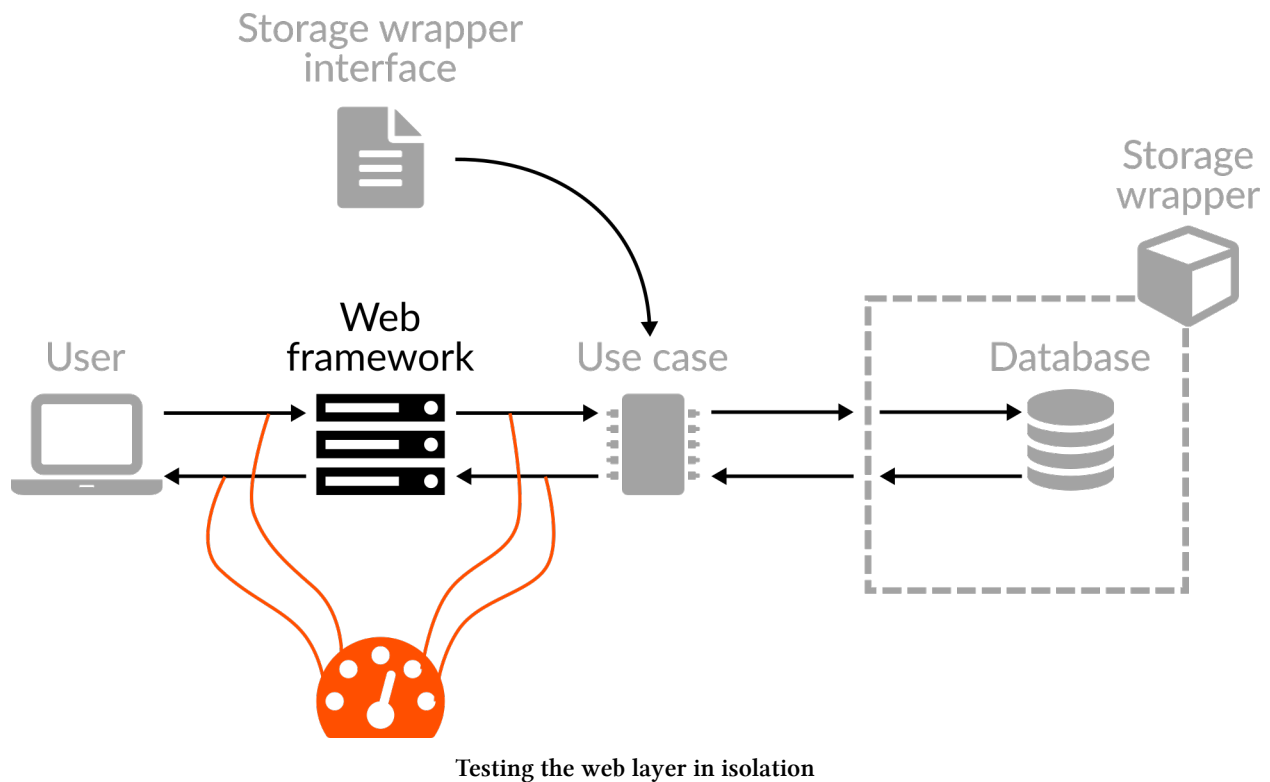 Storage wrapper
interface
Storage
wrapper
Web
framework
User
Use case
Database
Testing the web layer in isolation